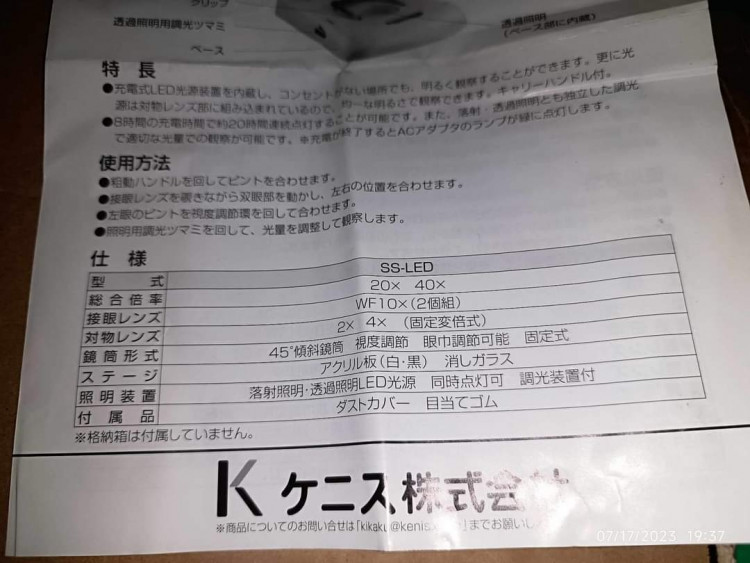 クリップ
透過照明用調光ツマミ
ベース
透過照明
(ベース部に内蔵)
特長
●充電式LED光源装置を内蔵し、コンセントがない場所でも、明るく観察することができます。更に光
源は対物レンズ部に組み込まれているので、均一な明るさで観察できます。キャリーハンドル付。
●8時間の充電時間で約20時間連続点灯することが可能です。また、落射・透過照明とも独立した調光
で適切な光量での観察が可能です。※充電が終了するとACアダプタのランプが緑に点灯します。
使用方法
●粗動ハンドルを回してピントを合わせます。
●接眼レンズを覗きながら双眼部を動かし、左右の位置を合わせます。
●左眼のピントを視度調節環を回して合わせます。
●照明用調光ツマミを回して、光量を調整して観察します。
仕様
型式 SS-LED
総合倍率 20× 40×
接眼レンズ WF10×(2個組)
対物レンズ 2× 4× (固定変倍式)
鏡筒形式 45°傾斜鏡筒 視度調節 眼巾調節可能 固定式
ステージ アクリル板(白・黒) 消しガラス
照明装置 落射照明・透過照明LED光源 同時点灯可 調光装置付
付属品 ダストカバー 目当てゴム
※格納箱は付属していません。
K ケニス株式会社
※商品についてのお問い合せは「kikaku@kenis 」までお願いし
07/17/2023 19:37